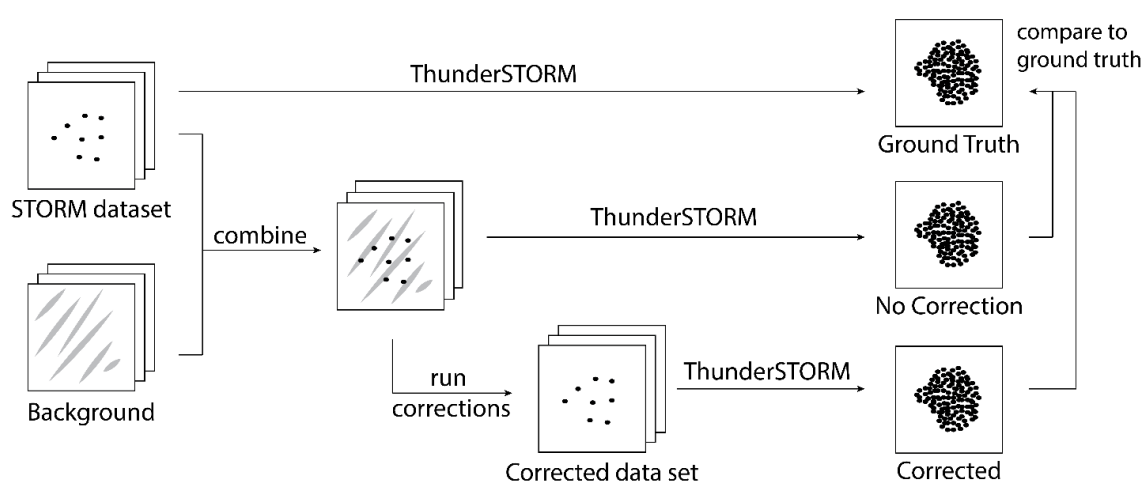 ThunderSTORM
compare to
ground truth
Ground Truth
STORM dataset
combine
ThunderSTORM
No Correction
Background
run
corrections
ThunderSTORM
Corrected data set
Corrected